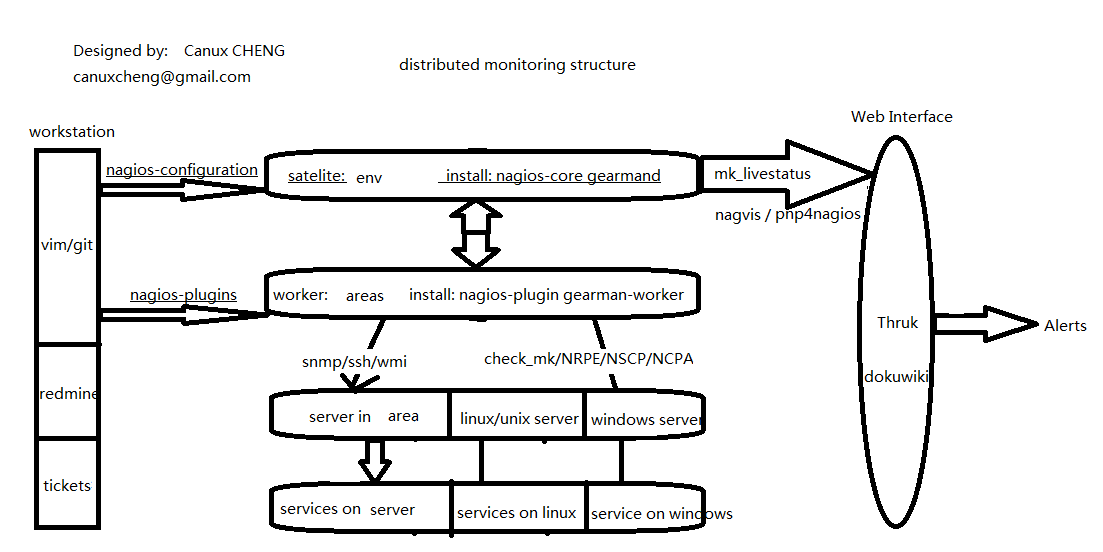 Designed by: Canux CHENG
canuxcheng@gmail.com
distributed monitoring structure
workstation
vim/git
redmine
tickets
nagios-configuration
nagios-plugins
satelite: env install: nagios-core gearmand
worker: areas install: nagios-plugin gearman-worker
snmp/ssh/wmi
check_mk/NRPE/NSCP/NCPA
server in area
linux/unix server
windows server
services on server
services on linux
service on windows
mk_livestatus
nagvis / pnp4nagios
Web Interface
Thruk
dokuwiki
Alerts